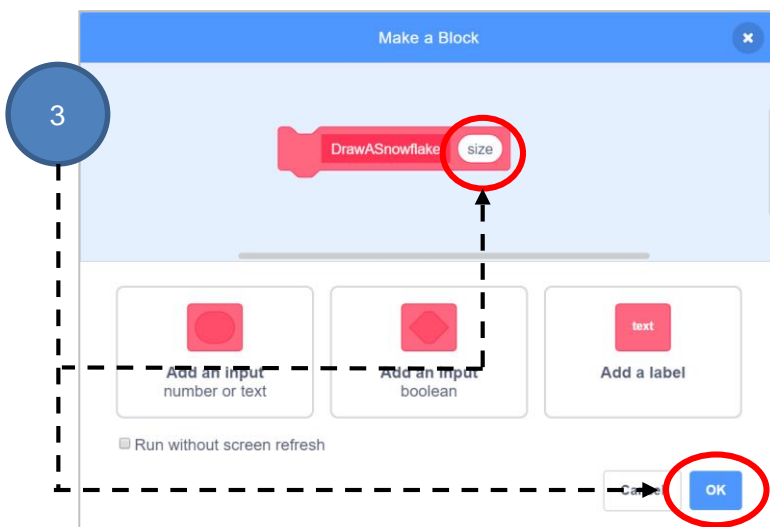 Make a Block
3
DrawASnowflake size
text
Add an input
number or text
Add an input
boolean
Add a label
Run without screen refresh
Cancel
OK